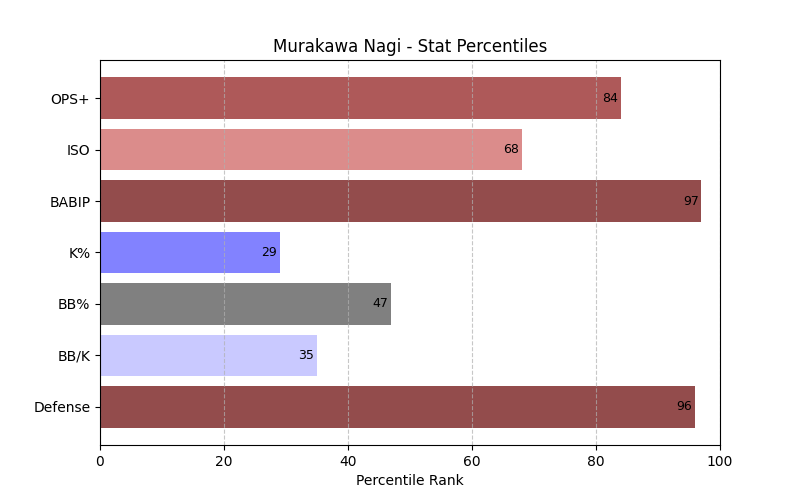 Murakawa Nagi - Stat Percentiles
OPS+ 84
ISO 68
BABIP 97
K% 29
BB% 47
BB/K 35
Defense 96
0 20 40 60 80 100
Percentile Rank